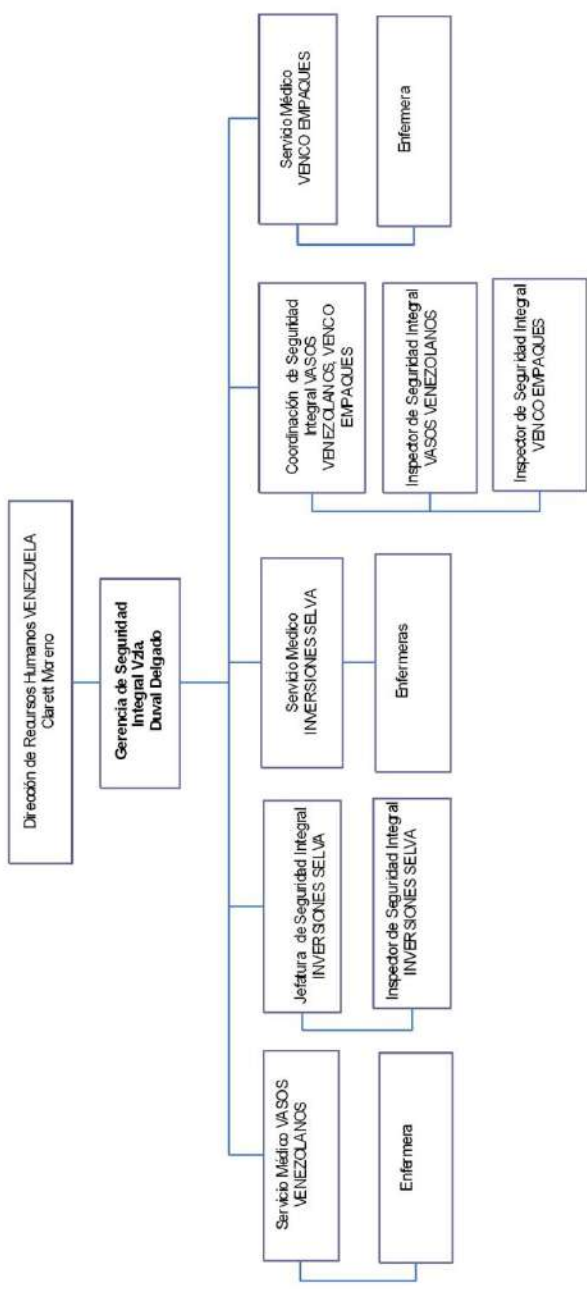 Dirección de Recursos Humanos VENEZUELA
Clarett Moreno
Gerencia de Seguridad
Integral Vzla.
Duval Delgado
Servicio Médico VASOS
VENEZOLANOS
Enfermera
Jefatura de Seguridad Integral
INVERSIONES SELVA
Inspector de Seguridad Integral
INVERSIONES SELVA
Servicio Medico
INVERSIONES SELVA
Enfermeras
Coordinación de Seguridad
Integral VASOS
VENEZOLANOS, VENCO
EMPAQUES
Inspector de Seguridad Integral
VASOS VENEZOLANOS
Inspector de Seguridad Integral
VENCO EMPAQUES
Servicio Médico
VENCO EMPAQUES
Enfermera